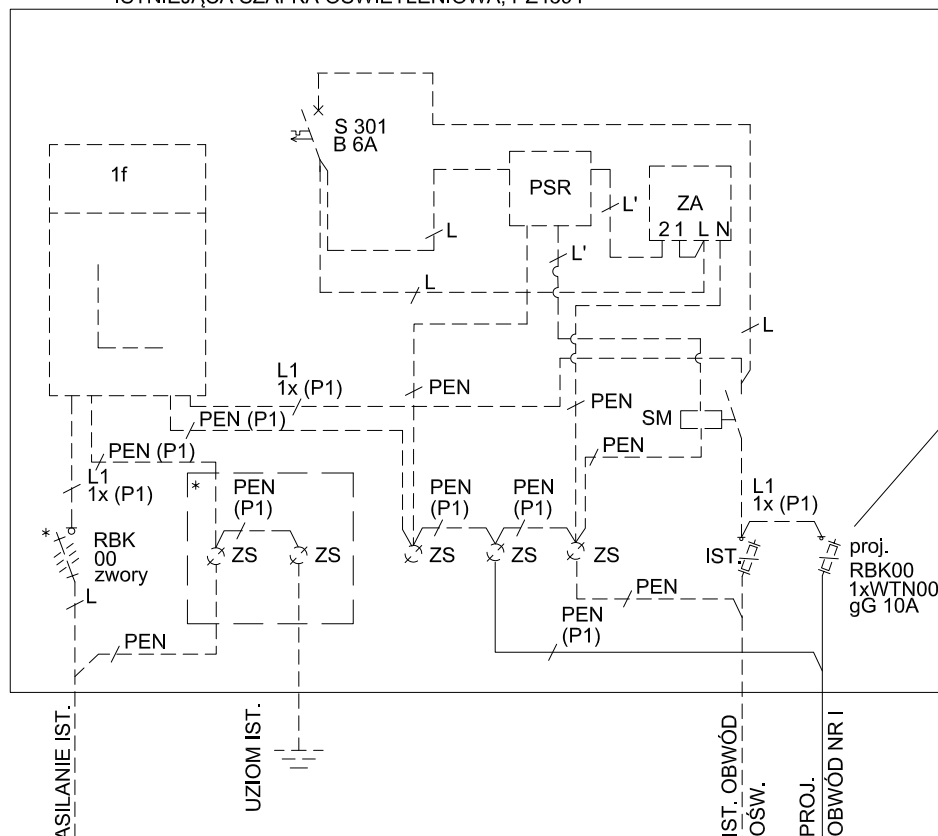 S 301
B 6A
1f
PSR
ZA
2 1 L N
L'
L
L'
L
L
L1
1x (P1)
PEN
PEN
PEN (P1)
SM
PEN (P1)
PEN
L1
1x (P1)
*
PEN
(P1)
PEN
(P1)
PEN
(P1)
L1
1x (P1)
*
RBK
00
zwory
ZS
ZS
ZS
ZS
ZS
IST.
proj.
RBK00
1xWTN00
gG 10A
L
PEN
PEN
PEN
(P1)
UZIOM IST.
IST. OBWÓD
OŚW.
PROJ.
OBWÓD NR I
ASILANIE IST.